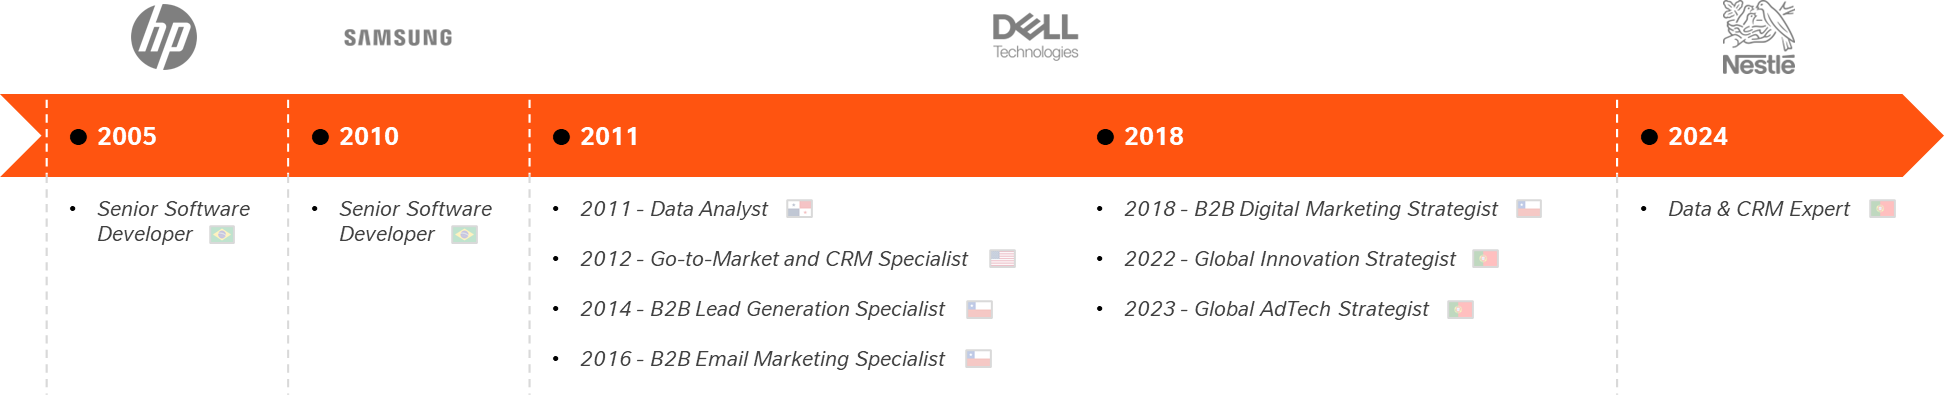 hp
SAMSUNG
DELL
Technologies
Nestlé
2005
2010
2011
2018
2024
• Senior Software
Developer
• Senior Software
Developer
• 2011 - Data Analyst
• 2012 - Go-to-Market and CRM Specialist
• 2014 - B2B Lead Generation Specialist
• 2016 - B2B Email Marketing Specialist
• 2018 - B2B Digital Marketing Strategist
• 2022 - Global Innovation Strategist
• 2023 - Global AdTech Strategist
• Data & CRM Expert